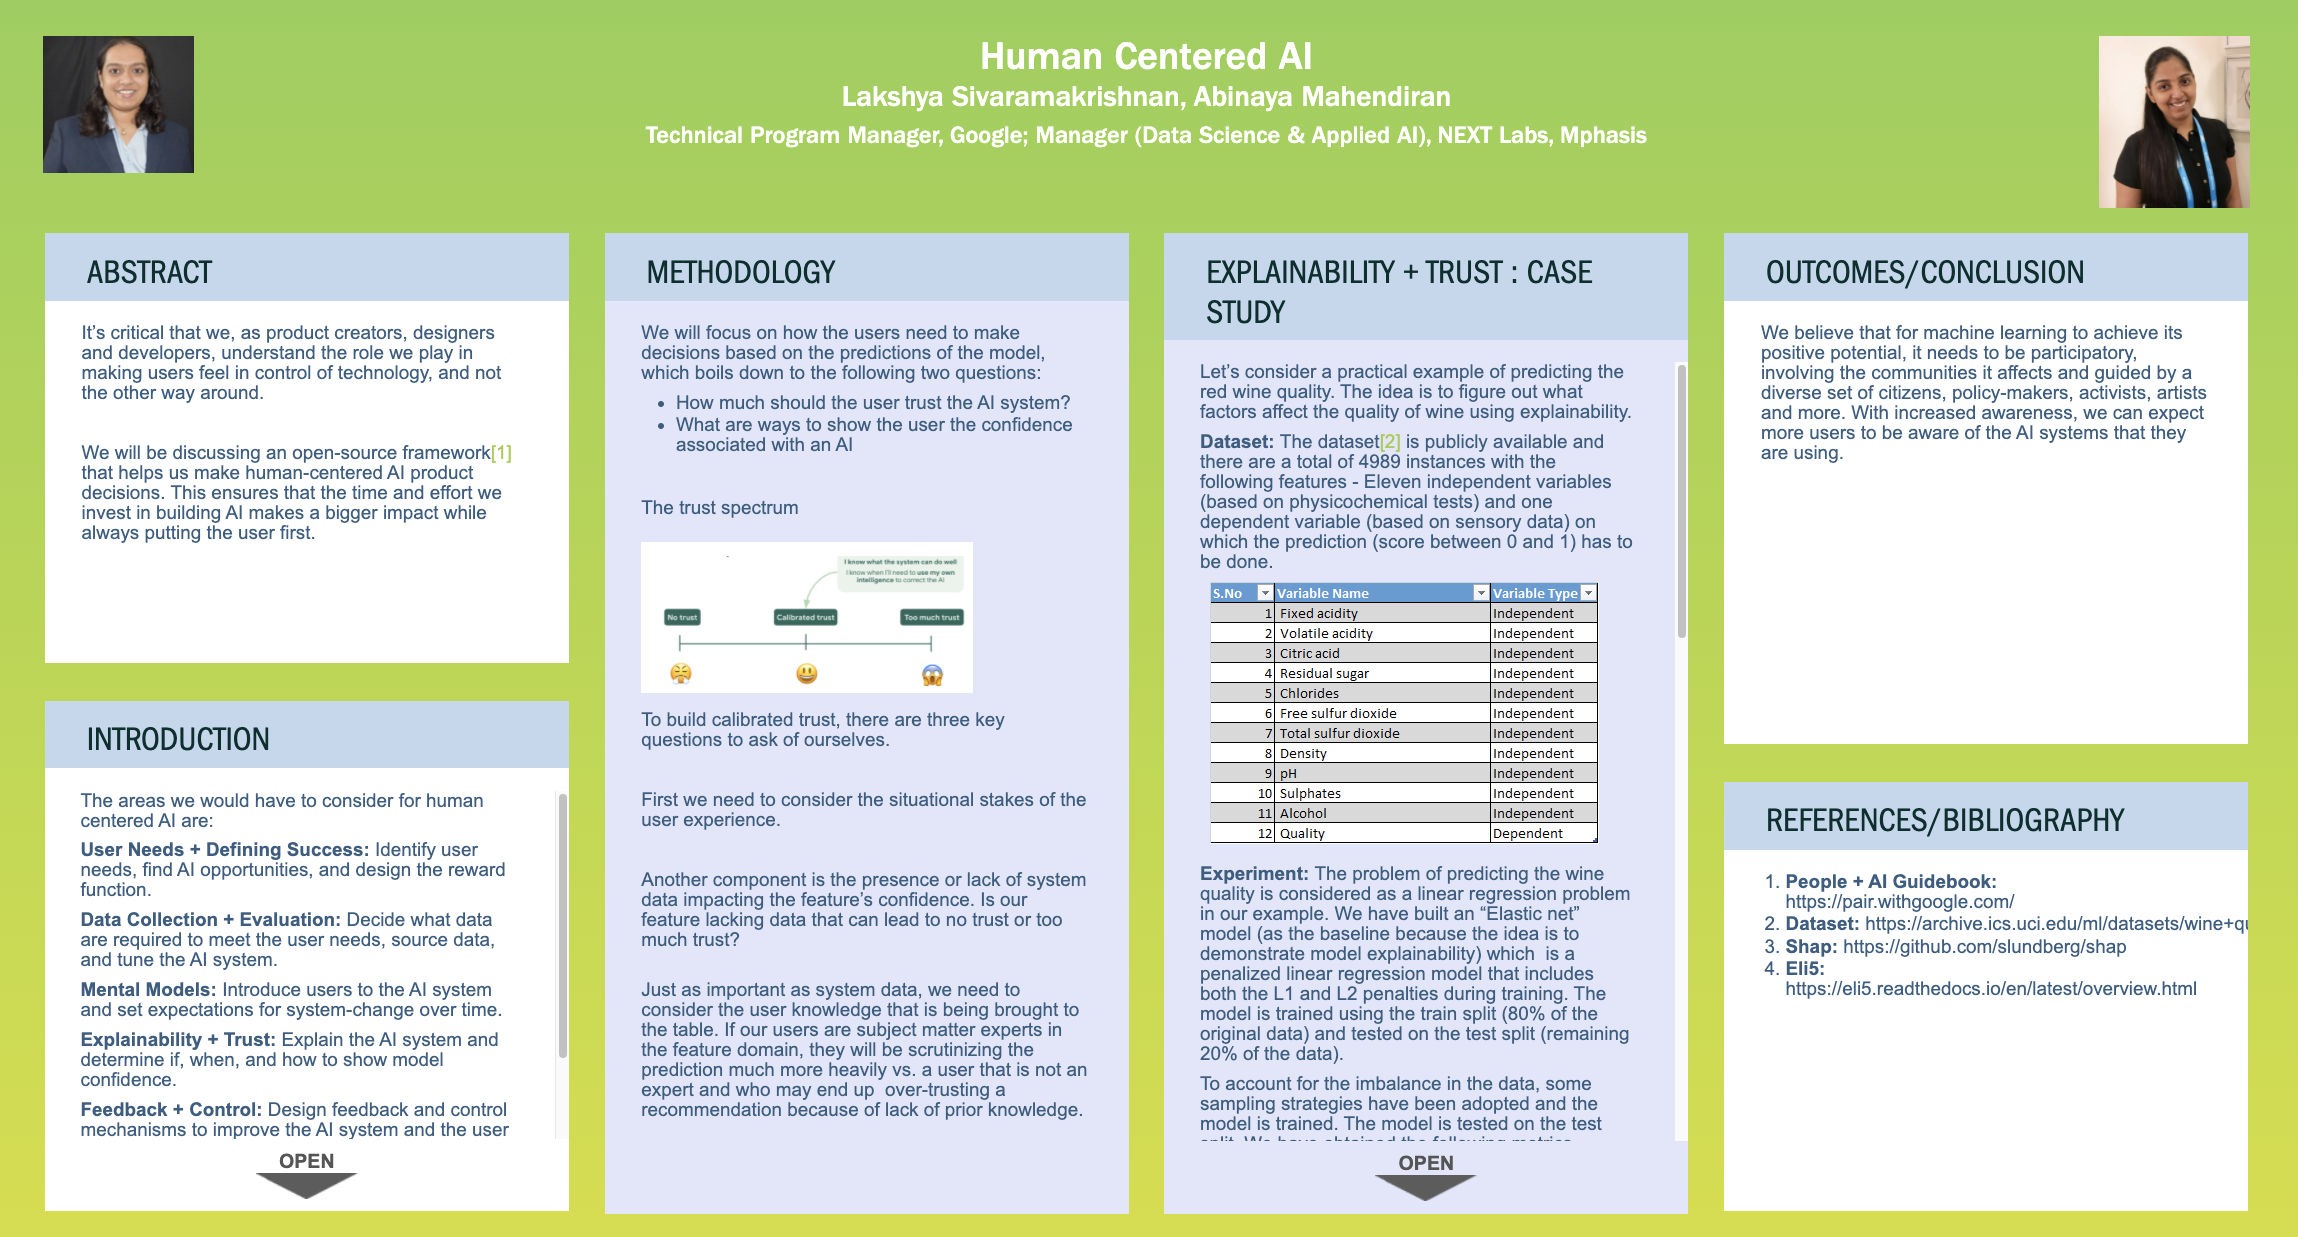 Human Centered AI
Lakshya Sivaramakrishnan, Abinaya Mahendiran
Technical Program Manager, Google; Manager (Data Science & Applied AI), NEXT Labs, Mphasis
ABSTRACT
It’s critical that we, as product creators, designers
and developers, understand the role we play in
making users feel in control of technology, and not
the other way around.
We will be discussing an open-source framework[1]
that helps us make human-centered AI product
decisions. This ensures that the time and effort we
invest in building AI makes a bigger impact while
always putting the user first.
INTRODUCTION
The areas we would have to consider for human
centered AI are:
User Needs + Defining Success: Identify user
needs, find AI opportunities, and design the reward
function.
Data Collection + Evaluation: Decide what data
are required to meet the user needs, source data,
and tune the AI system.
Mental Models: Introduce users to the AI system
and set expectations for system-change over time.
Explainability + Trust: Explain the AI system and
determine if, when, and how to show model
confidence.
Feedback + Control: Design feedback and control
mechanisms to improve the AI system and the user
OPEN
METHODOLOGY
We will focus on how the users need to make
decisions based on the predictions of the model,
which boils down to the following two questions:
• How much should the user trust the AI system?
• What are ways to show the user the confidence
associated with an AI
The trust spectrum
I know what the system can do well
I know when I'll need to use my own
intelligence to correct the AI
No trust
Calibrated trust
Too much trust
To build calibrated trust, there are three key
questions to ask of ourselves.
First we need to consider the situational stakes of the
user experience.
Another component is the presence or lack of system
data impacting the feature’s confidence. Is our
feature lacking data that can lead to no trust or too
much trust?
Just as important as system data, we need to
consider the user knowledge that is being brought to
the table. If our users are subject matter experts in
the feature domain, they will be scrutinizing the
prediction much more heavily vs. a user that is not an
expert and who may end up  over-trusting a
recommendation because of lack of prior knowledge.
EXPLAINABILITY + TRUST : CASE
STUDY
Let’s consider a practical example of predicting the
red wine quality. The idea is to figure out what
factors affect the quality of wine using explainability.
Dataset: The dataset[2] is publicly available and
there are a total of 4989 instances with the
following features - Eleven independent variables
(based on physicochemical tests) and one
dependent variable (based on sensory data) on
which the prediction (score between 0 and 1) has to
be done.
S.No Variable Name Variable Type
1 Fixed acidity Independent
2 Volatile acidity Independent
3 Citric acid Independent
4 Residual sugar Independent
5 Chlorides Independent
6 Free sulfur dioxide Independent
7 Total sulfur dioxide Independent
8 Density Independent
9 pH Independent
10 Sulphates Independent
11 Alcohol Independent
12 Quality Dependent
Experiment: The problem of predicting the wine
quality is considered as a linear regression problem
in our example. We have built an “Elastic net”
model (as the baseline because the idea is to
demonstrate model explainability) which  is a
penalized linear regression model that includes
both the L1 and L2 penalties during training. The
model is trained using the train split (80% of the
original data) and tested on the test split (remaining
20% of the data).
To account for the imbalance in the data, some
sampling strategies have been adopted and the
model is trained. The model is tested on the test
split. We have obtained the following metrics
OPEN
OUTCOMES/CONCLUSION
We believe that for machine learning to achieve its
positive potential, it needs to be participatory,
involving the communities it affects and guided by a
diverse set of citizens, policy-makers, activists, artists
and more. With increased awareness, we can expect
more users to be aware of the AI systems that they
are using.
REFERENCES/BIBLIOGRAPHY
1. People + AI Guidebook:
https://pair.withgoogle.com/
2. Dataset: https://archive.ics.uci.edu/ml/datasets/wine+qu
3. Shap: https://github.com/slundberg/shap
4. Eli5:
https://eli5.readthedocs.io/en/latest/overview.html